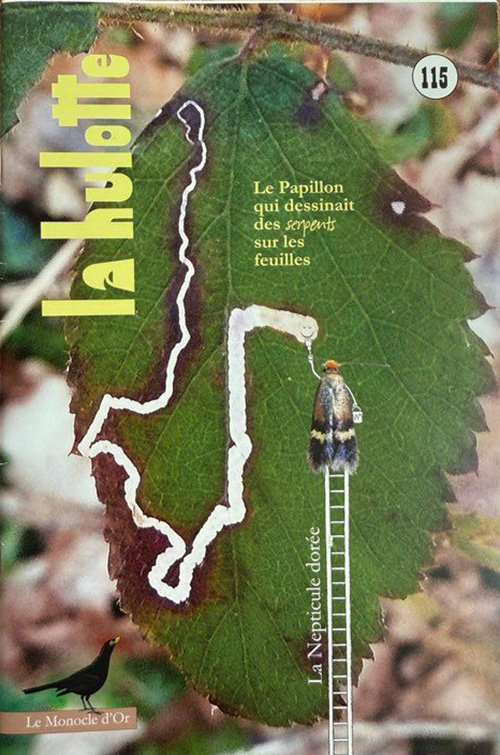 la hulotte
115
Le Papillon
qui dessinait
des serpents
sur les
feuilles
La Nepticule dorée
Le Monocle d'Or